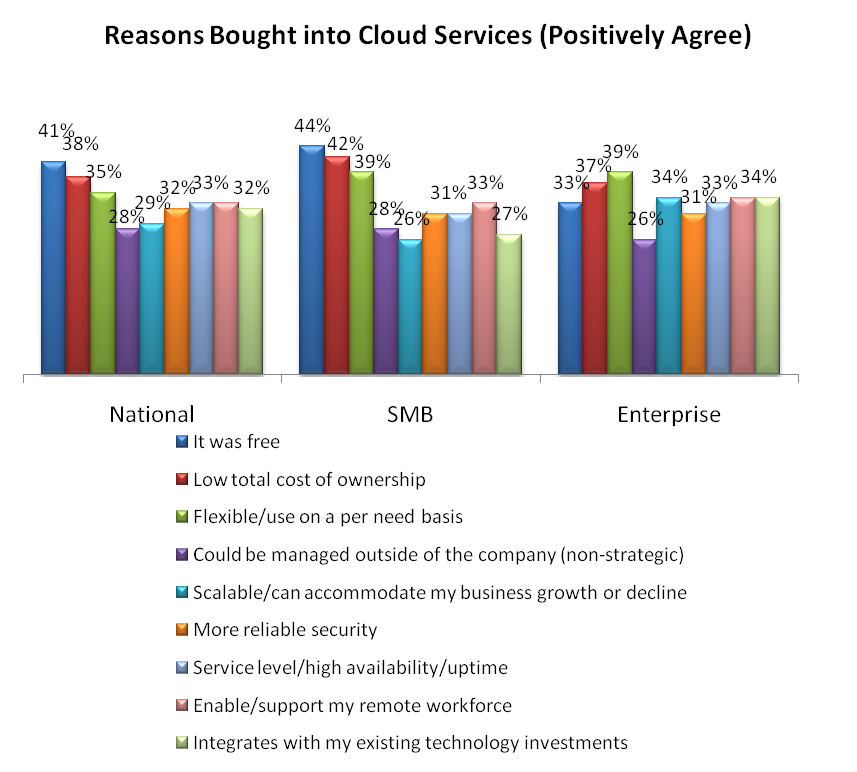 Reasons Bought into Cloud Services (Positively Agree)
41%
38%
35%
28%
29%
32%
33%
32%
44%
42%
39%
28%
26%
31%
33%
27%
33%
37%
39%
26%
34%
31%
33%
34%
National
SMB
Enterprise
It was free
Low total cost of ownership
Flexible/use on a per need basis
Could be managed outside of the company (non-strategic)
Scalable/can accommodate my business growth or decline
More reliable security
Service level/high availability/uptime
Enable/support my remote workforce
Integrates with my existing technology investments